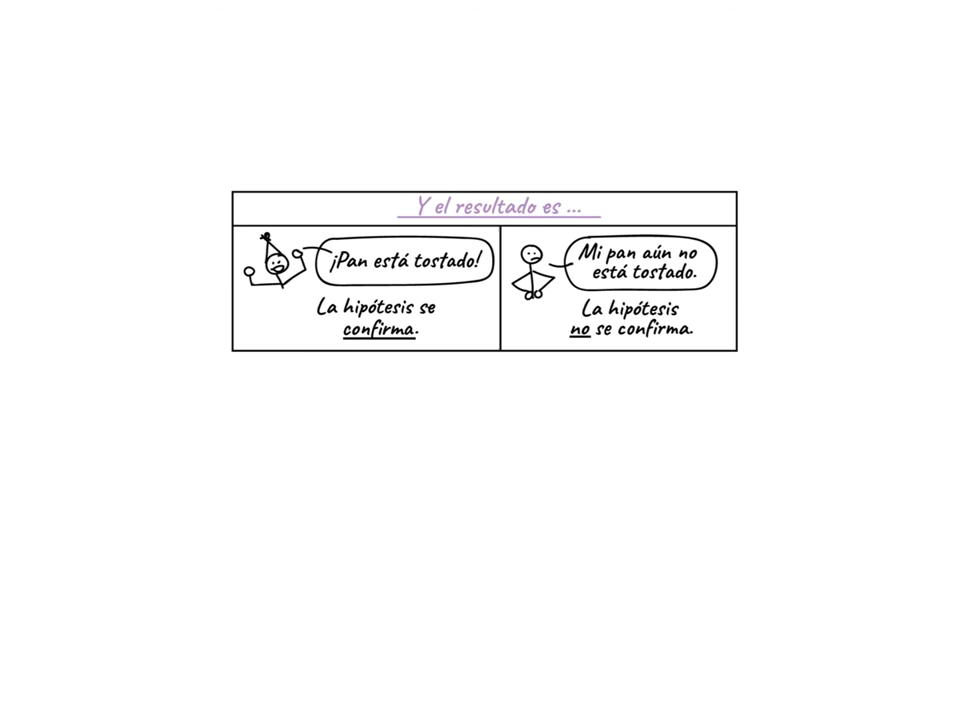 Y el resultado es ...
¡Pan está tostado!
La hipótesis se
confirma.
Mi pan aún no
está tostado.
La hipótesis
no se confirma.